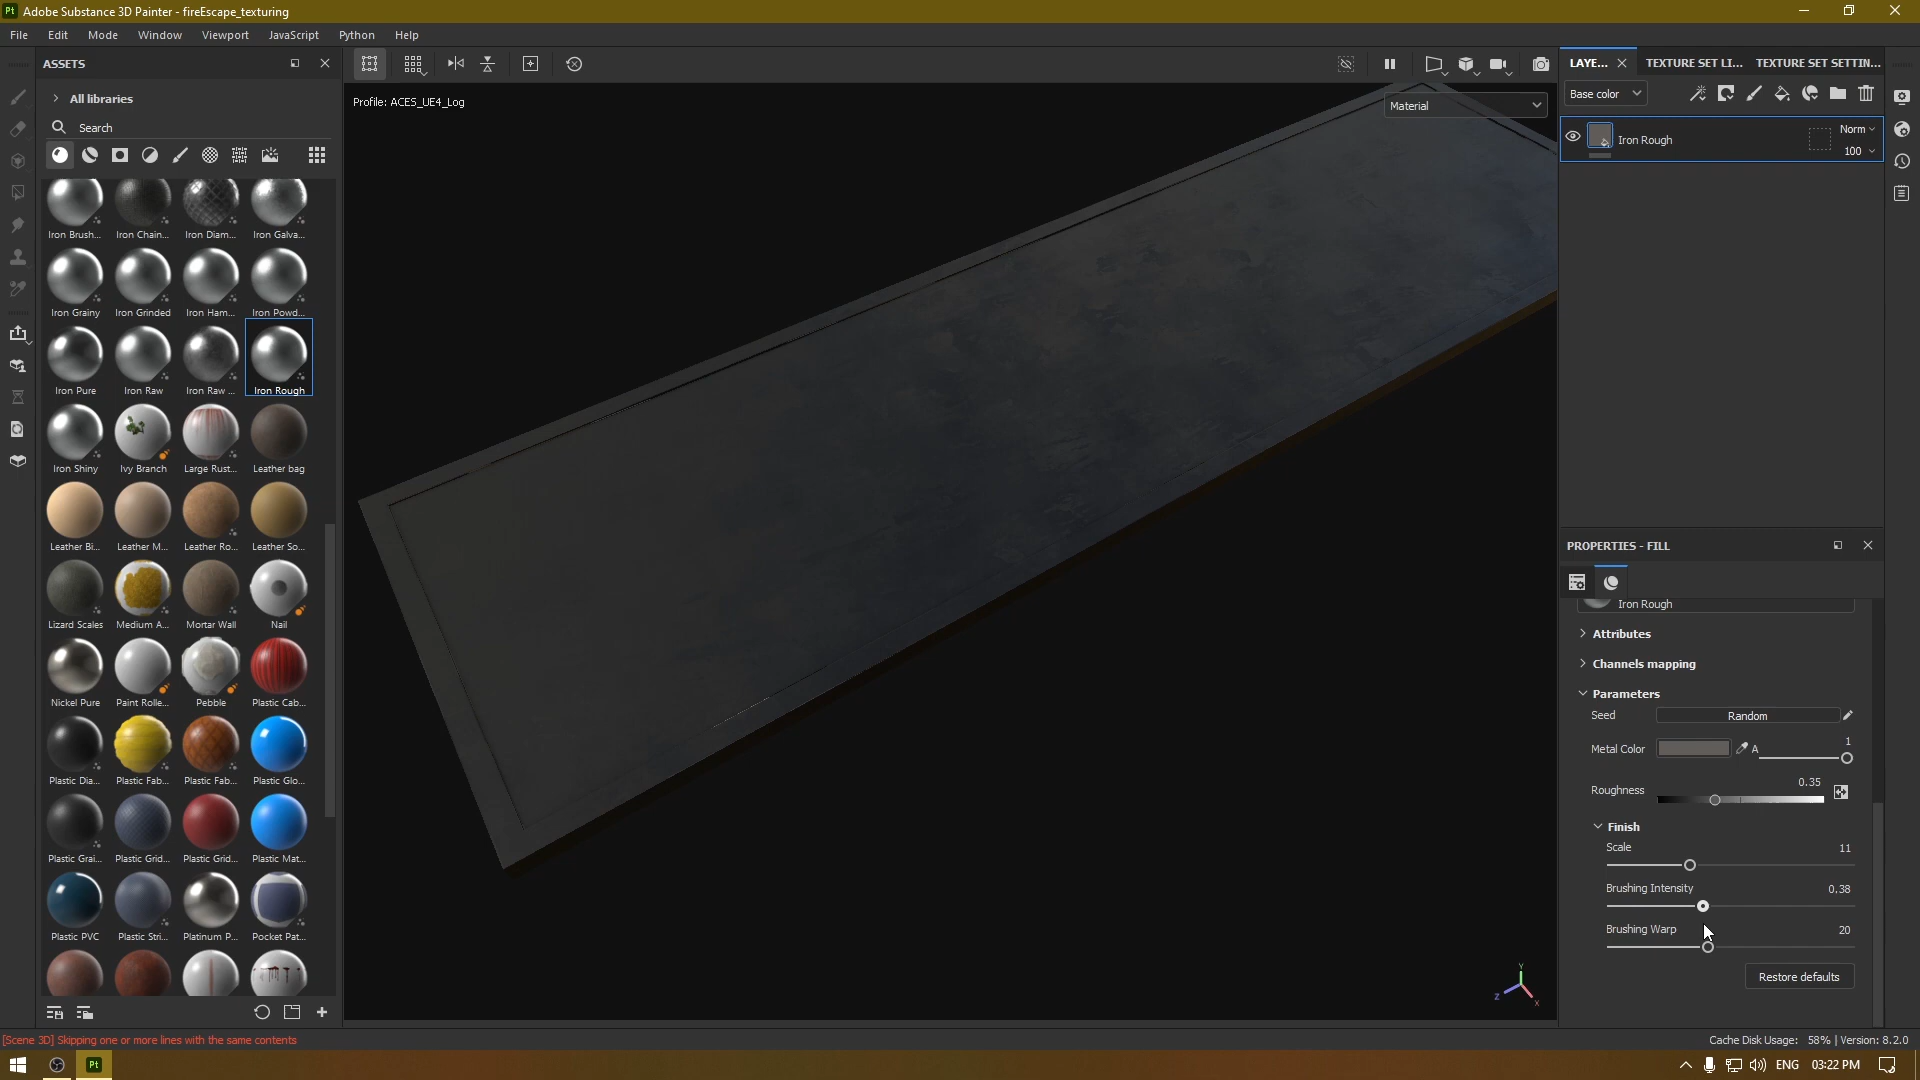 Pt Adobe Substance 3D Painter - fireEscape_texturing
File Edit Mode Window Viewport JavaScript Python Help
ASSETS
All libraries
Search
Iron Brush... Iron Chain... Iron Diam... Iron Galva...
Iron Grainy Iron Grinded Iron Ham... Iron Powd...
Iron Pure Iron Raw Iron Raw ... Iron Rough
Iron Shiny Ivy Branch Large Rust... Leather bag
Leather Bi... Leather M... Leather Ro... Leather So...
Lizard Scales Medium A... Mortar Wall Nail
Nickel Pure Paint Rolle... Pebble Plastic Cab...
Plastic Dia... Plastic Fab... Plastic Fab... Plastic Glo...
Plastic Grai... Plastic Grid... Plastic Grid... Plastic Mat...
Plastic PVC Plastic Stri... Platinum P... Pocket Pat...
Profile: ACES_UE4_Log
Material
Y
Z
X
LAYE... TEXTURE SET LI... TEXTURE SET SETTIN...
Base color
Iron Rough
Norm
100
PROPERTIES - FILL
Iron Rough
Attributes
Channels mapping
Parameters
Seed Random
Metal Color A 1
Roughness 0.35
Finish
Scale 11
Brushing Intensity 0.38
Brushing Warp 20
Restore defaults
[Scene 3D] Skipping one or more lines with the same contents
Cache Disk Usage: 58% | Version: 8.2.0
Pt
ENG 03:22 PM